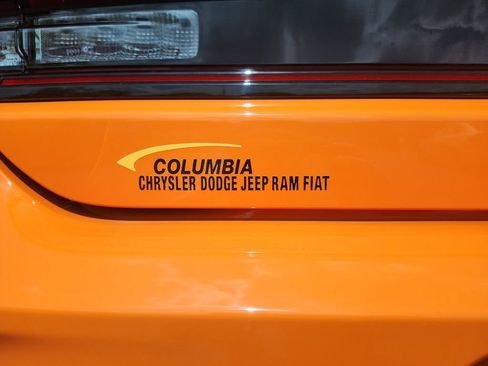 COLUMBIA
CHRYSLER DODGE JEEP RAM FIAT